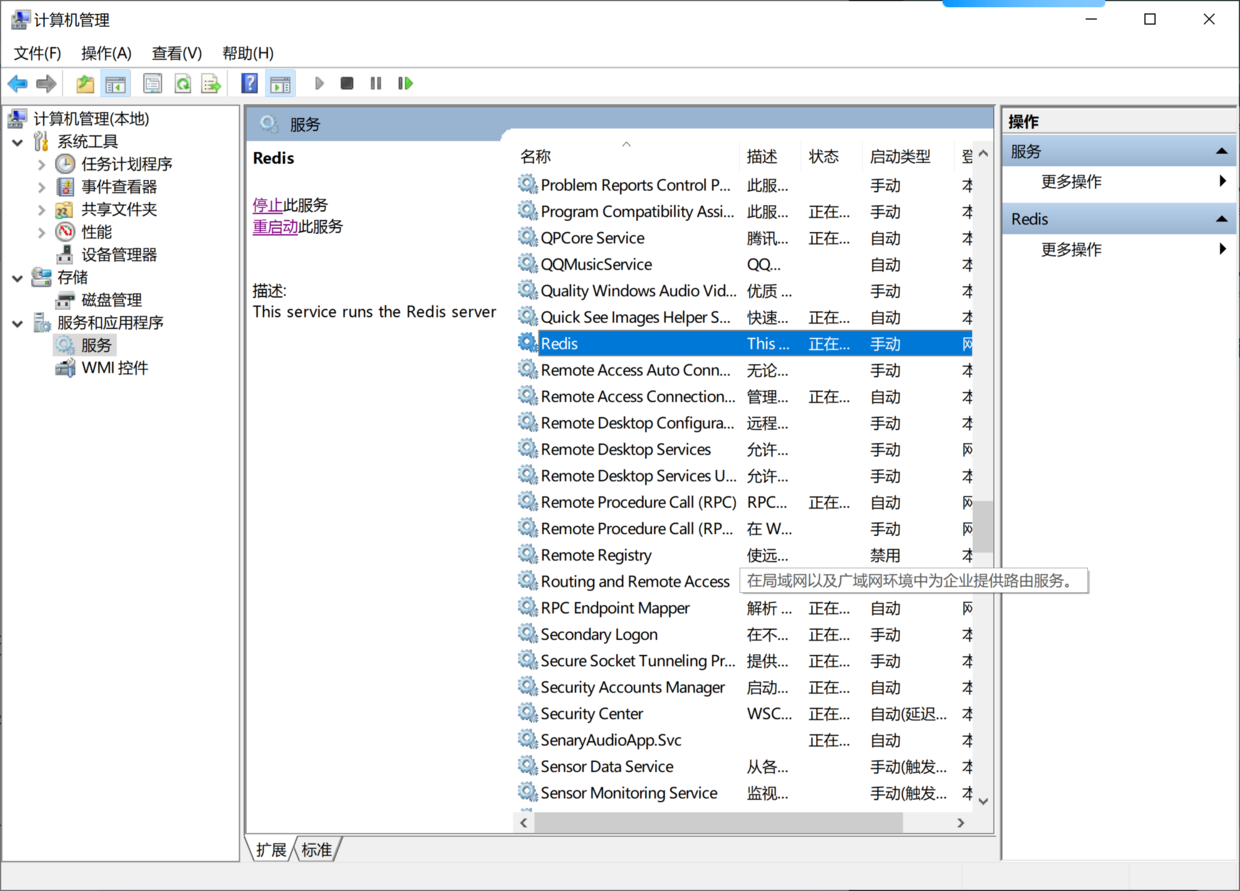 计算机管理
文件(F) 操作(A) 查看(V) 帮助(H)
计算机管理(本地)
系统工具
任务计划程序
事件查看器
共享文件夹
性能
设备管理器
存储
磁盘管理
服务和应用程序
服务
WMI 控件
服务
Redis
停止此服务
重启动此服务
描述:
This service runs the Redis server
名称 描述 状态 启动类型 登
Problem Reports Control P... 此服... 手动 本
Program Compatibility Assi... 此服... 正在... 手动 本
QPCore Service 腾讯... 正在... 自动 本
QQMusicService QQ... 自动 本
Quality Windows Audio Vid... 优质 ... 手动 本
Quick See Images Helper S... 快速... 正在... 自动 本
Redis This ... 正在... 手动 网
Remote Access Auto Conn... 无论... 手动 本
Remote Access Connection... 管理... 正在... 自动 本
Remote Desktop Configura... 远程... 手动 本
Remote Desktop Services 允许... 手动 网
Remote Desktop Services U... 允许... 手动 本
Remote Procedure Call (RPC) RPC... 正在... 自动 网
Remote Procedure Call (RP... 在 W... 手动 网
Remote Registry 使远... 禁用 本
Routing and Remote Access 在局域网以及广域网环境中为企业提供路由服务。
RPC Endpoint Mapper 解析 ... 正在... 自动 网
Secondary Logon 在不... 正在... 手动 本
Secure Socket Tunneling Pr... 提供... 正在... 手动 本
Security Accounts Manager 启动... 正在... 自动 本
Security Center WSC... 正在... 自动(延迟... 本
SenaryAudioApp.Svc 正在... 自动 本
Sensor Data Service 从各... 手动(触发... 本
Sensor Monitoring Service 监视... 手动(触发... 本
扩展 标准
操作
服务
更多操作
Redis
更多操作